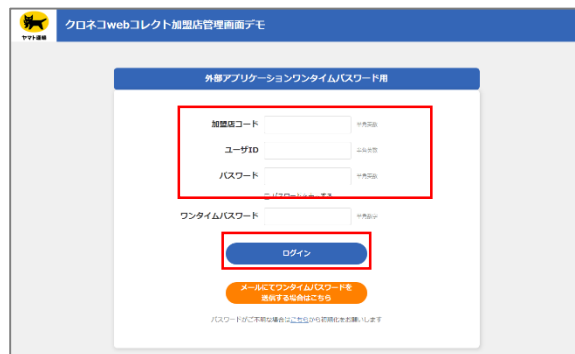 ヤマト運輸
クロネコwebコレクト加盟店管理画面デモ
外部アプリケーションワンタイムパスワード用
加盟店コード
ユーザID
パスワード
ワンタイムパスワード
ログイン
メールにてワンタイムパスワードを
送信する場合はこちら
パスワードがご不明な場合はこちらから初期化をお願いします